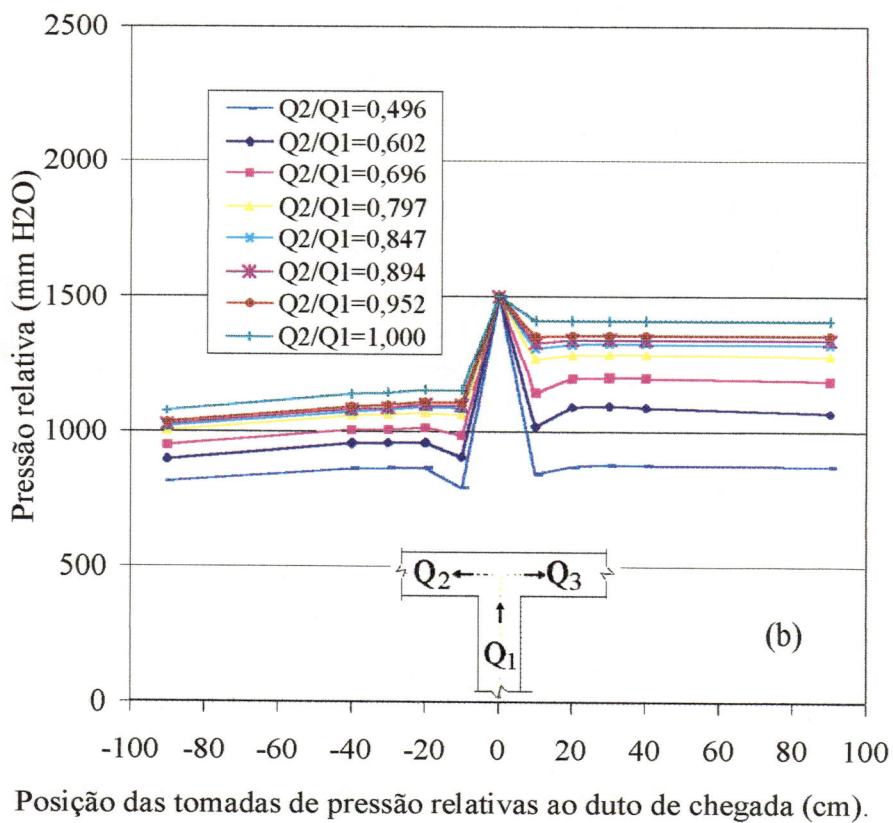 2500
2000
1500
1000
500
0
Pressão relativa (mm H2O)
Q2/Q1=0,496
Q2/Q1=0,602
Q2/Q1=0,696
Q2/Q1=0,797
Q2/Q1=0,847
Q2/Q1=0,894
Q2/Q1=0,952
Q2/Q1=1,000
Q2 Q3
Q1
(b)
-100 -80 -60 -40 -20 0 20 40 60 80 100
Posição das tomadas de pressão relativas ao duto de chegada (cm).